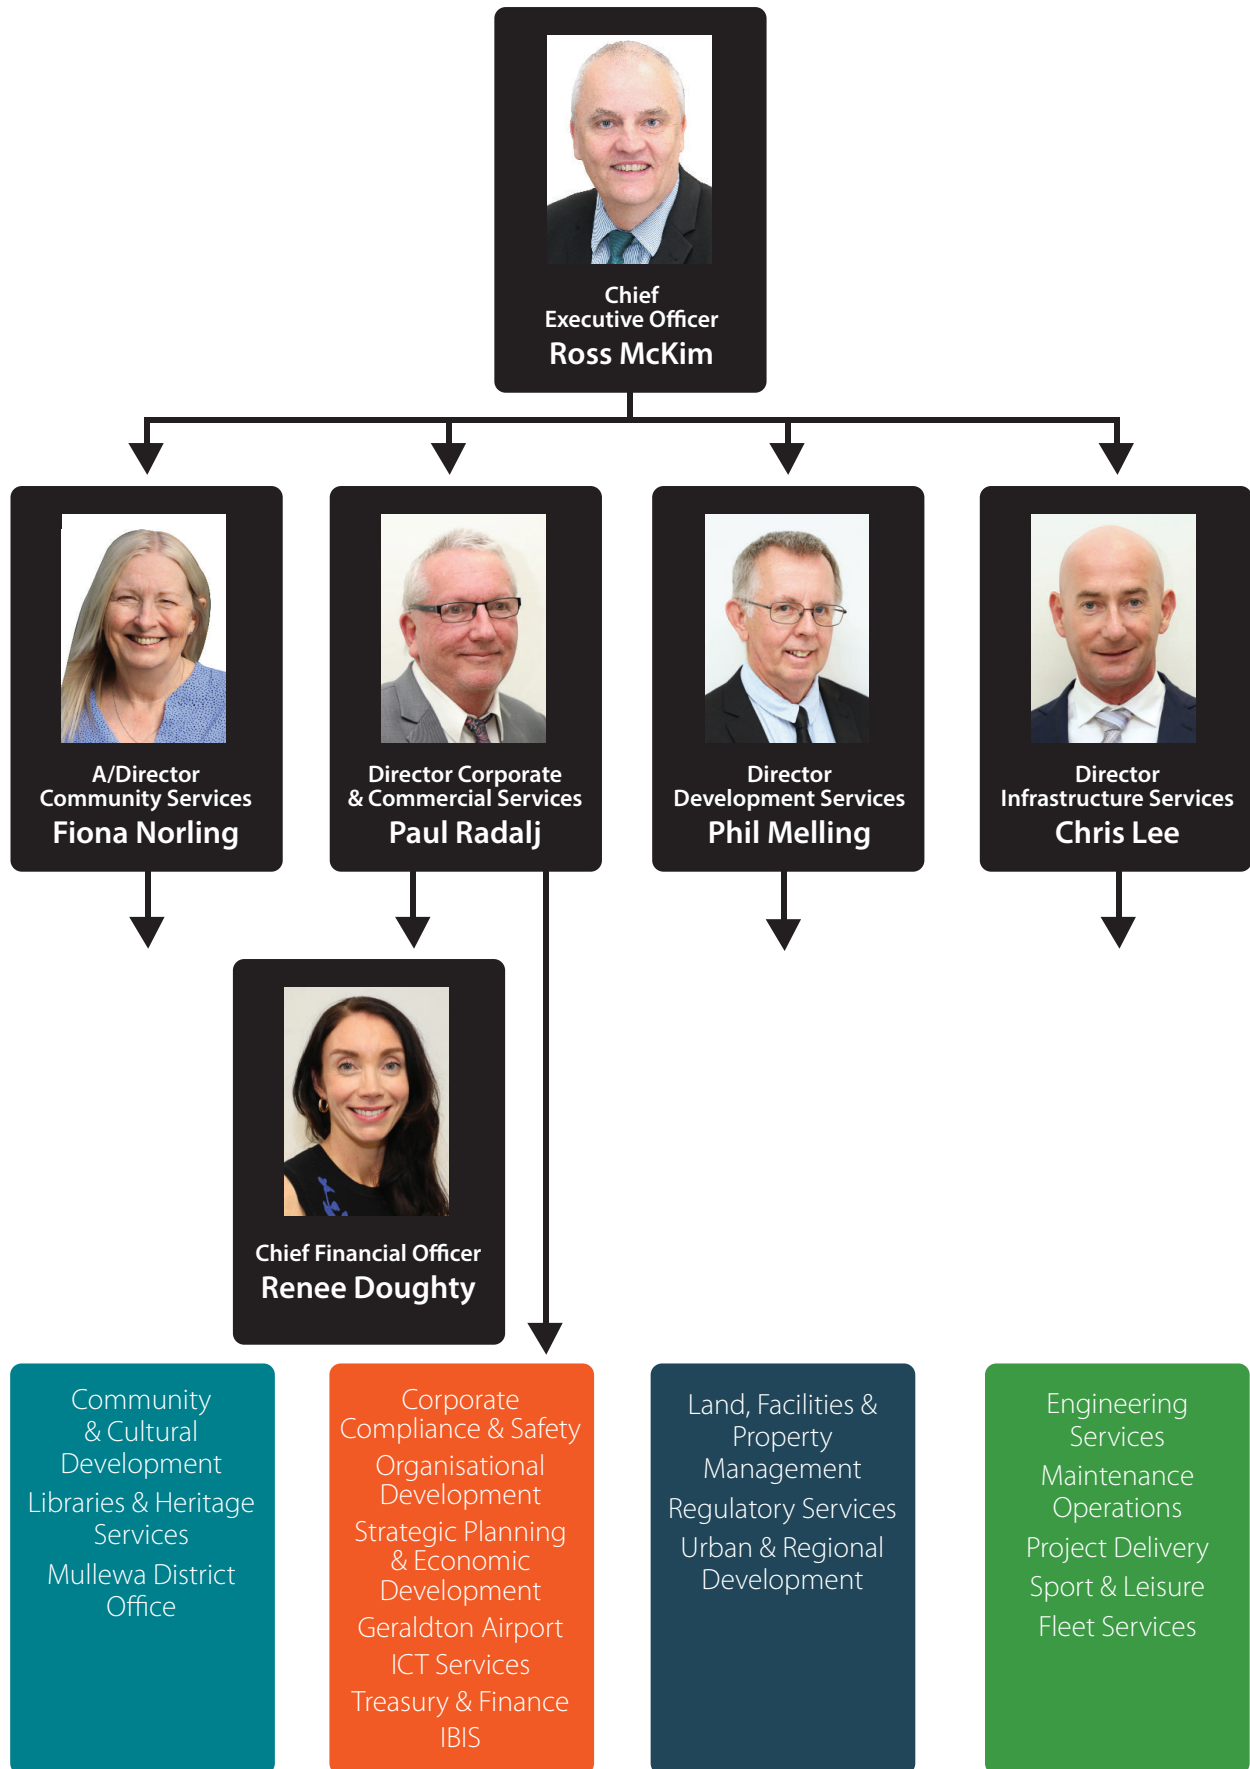 Chief
Executive Officer
Ross McKim
A/Director
Community Services
Fiona Norling
Director Corporate
& Commercial Services
Paul Radalj
Director
Development Services
Phil Melling
Director
Infrastructure Services
Chris Lee
Chief Financial Officer
Renee Doughty
Community
& Cultural
Development
Libraries & Heritage
Services
Mullewa District
Office
Corporate
Compliance & Safety
Organisational
Development
Strategic Planning
& Economic
Development
Geraldton Airport
ICT Services
Treasury & Finance
IBIS
Land, Facilities &
Property
Management
Regulatory Services
Urban & Regional
Development
Engineering
Services
Maintenance
Operations
Project Delivery
Sport & Leisure
Fleet Services